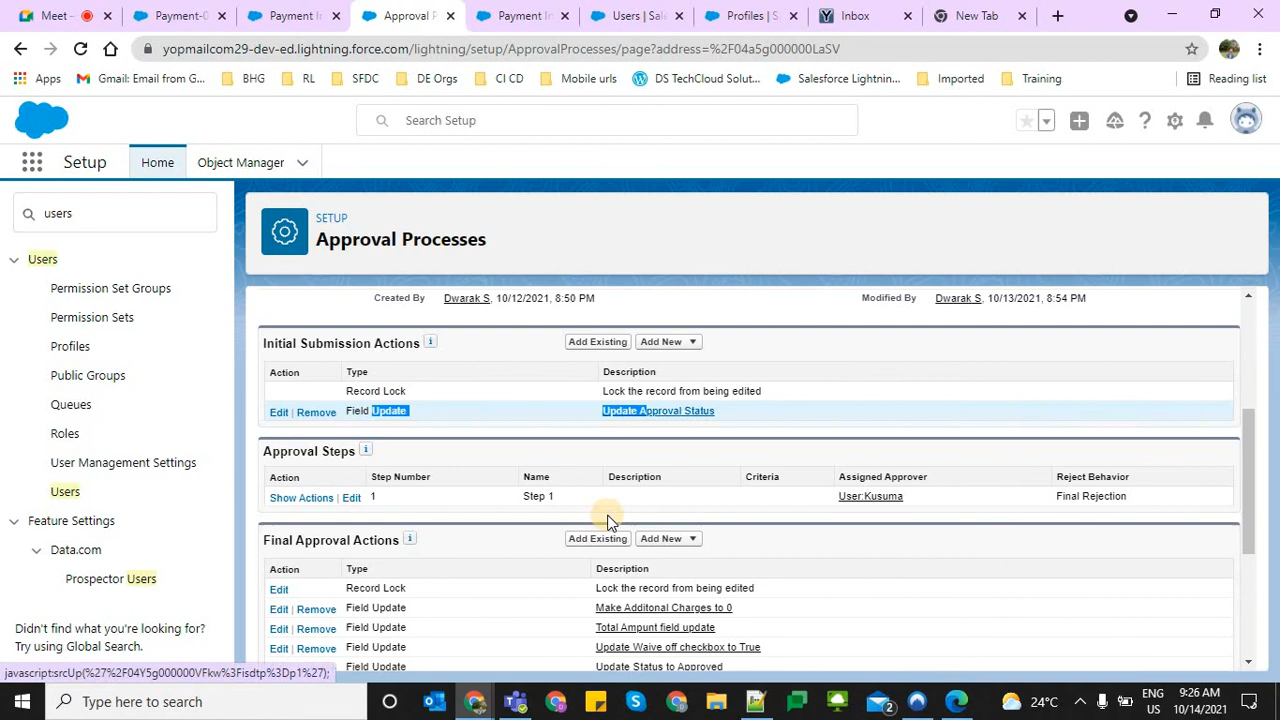 Meet –
Payment-0
Payment In
Approval P
Payment In
Users | Sal
Profiles | S
Inbox
New Tab
yopmailcom29-dev-ed.lightning.force.com/lightning/setup/ApprovalProcesses/page?address=%2F04a5g000000LaSV
Apps
Gmail: Email from G...
BHG
RL
SFDC
DE Orgs
CI CD
Mobile urls
DS TechCloud Solut...
Salesforce Lightnin...
Imported
Training
Reading list
Search Setup
Setup
Home
Object Manager
users
Users
Permission Set Groups
Permission Sets
Profiles
Public Groups
Queues
Roles
User Management Settings
Users
Feature Settings
Data.com
Prospector Users
Didn't find what you're looking for?
Try using Global Search.
SETUP
Approval Processes
Created By Dwarak S, 10/12/2021, 8:50 PM Modified By Dwarak S, 10/13/2021, 8:54 PM
Initial Submission Actions Add Existing Add New
Action Type Description
Record Lock Lock the record from being edited
Edit | Remove Field Update Update Approval Status
Approval Steps
Action Step Number Name Description Criteria Assigned Approver Reject Behavior
Show Actions | Edit 1 Step 1 User:Kusuma Final Rejection
Final Approval Actions Add Existing Add New
Action Type Description
Edit Record Lock Lock the record from being edited
Edit | Remove Field Update Make Additonal Charges to 0
Edit | Remove Field Update Total Ampunt field update
Edit | Remove Field Update Update Waive off checkbox to True
Edit | Remove Field Update Update Status to Approved
javascript:srcUp(%27%2F04Y5g000000VFkw%3Fisdtp%3Dp1%27);
Type here to search
2
24°C
ENG
US
9:26 AM
10/14/2021